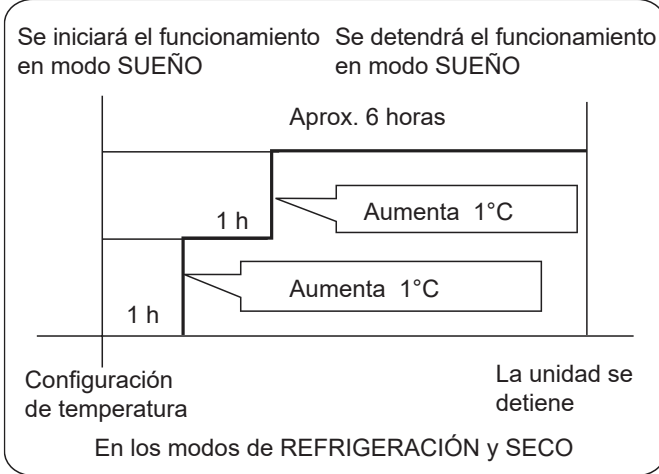 Se iniciará el funcionamiento
en modo SUEÑO
Se detendrá el funcionamiento
en modo SUEÑO
Aprox. 6 horas
Aumenta 1°C
1 h
Aumenta 1°C
1 h
Configuración
de temperatura
La unidad se
detiene
En los modos de REFRIGERACIÓN y SECO